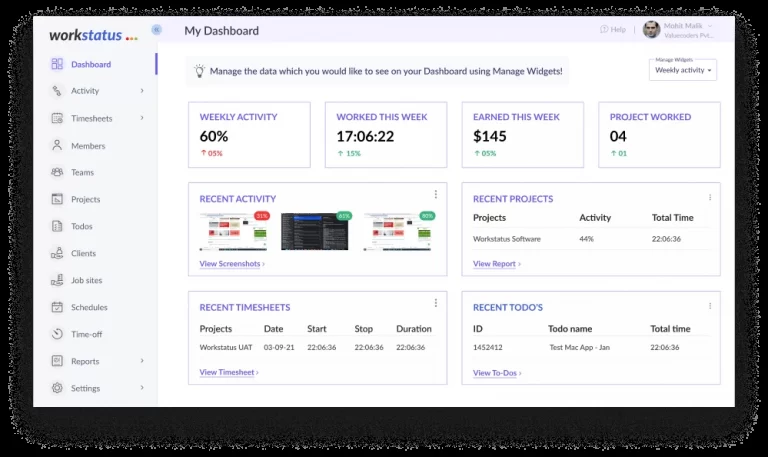 workstatus
My Dashboard
Help
Mohit Malik
Valuecoders Pvt...
Dashboard
Activity
Timesheets
Members
Teams
Projects
Todos
Clients
Job sites
Schedules
Time-off
Reports
Settings
Manage the data which you would like to see on your Dashboard using Manage Widgets!
Manage Widgets
Weekly activity
WEEKLY ACTIVITY
60%
↑ 05%
WORKED THIS WEEK
17:06:22
↑ 15%
EARNED THIS WEEK
$145
↑ 05%
PROJECT WORKED
04
↑ 01
RECENT ACTIVITY
51% 61% 80%
View Screenshots ›
RECENT PROJECTS
Projects Activity Total Time
Workstatus Software 44% 22:06:36
View Report ›
RECENT TIMESHEETS
Projects Date Start Stop Duration
Workstatus UAT 03-09-21 22:06:36 22:06:36 22:06:36
View Timesheet ›
RECENT TODO'S
ID Todo name Total time
1452412 Test Mac App - Jan 22:06:36
View To-Dos ›